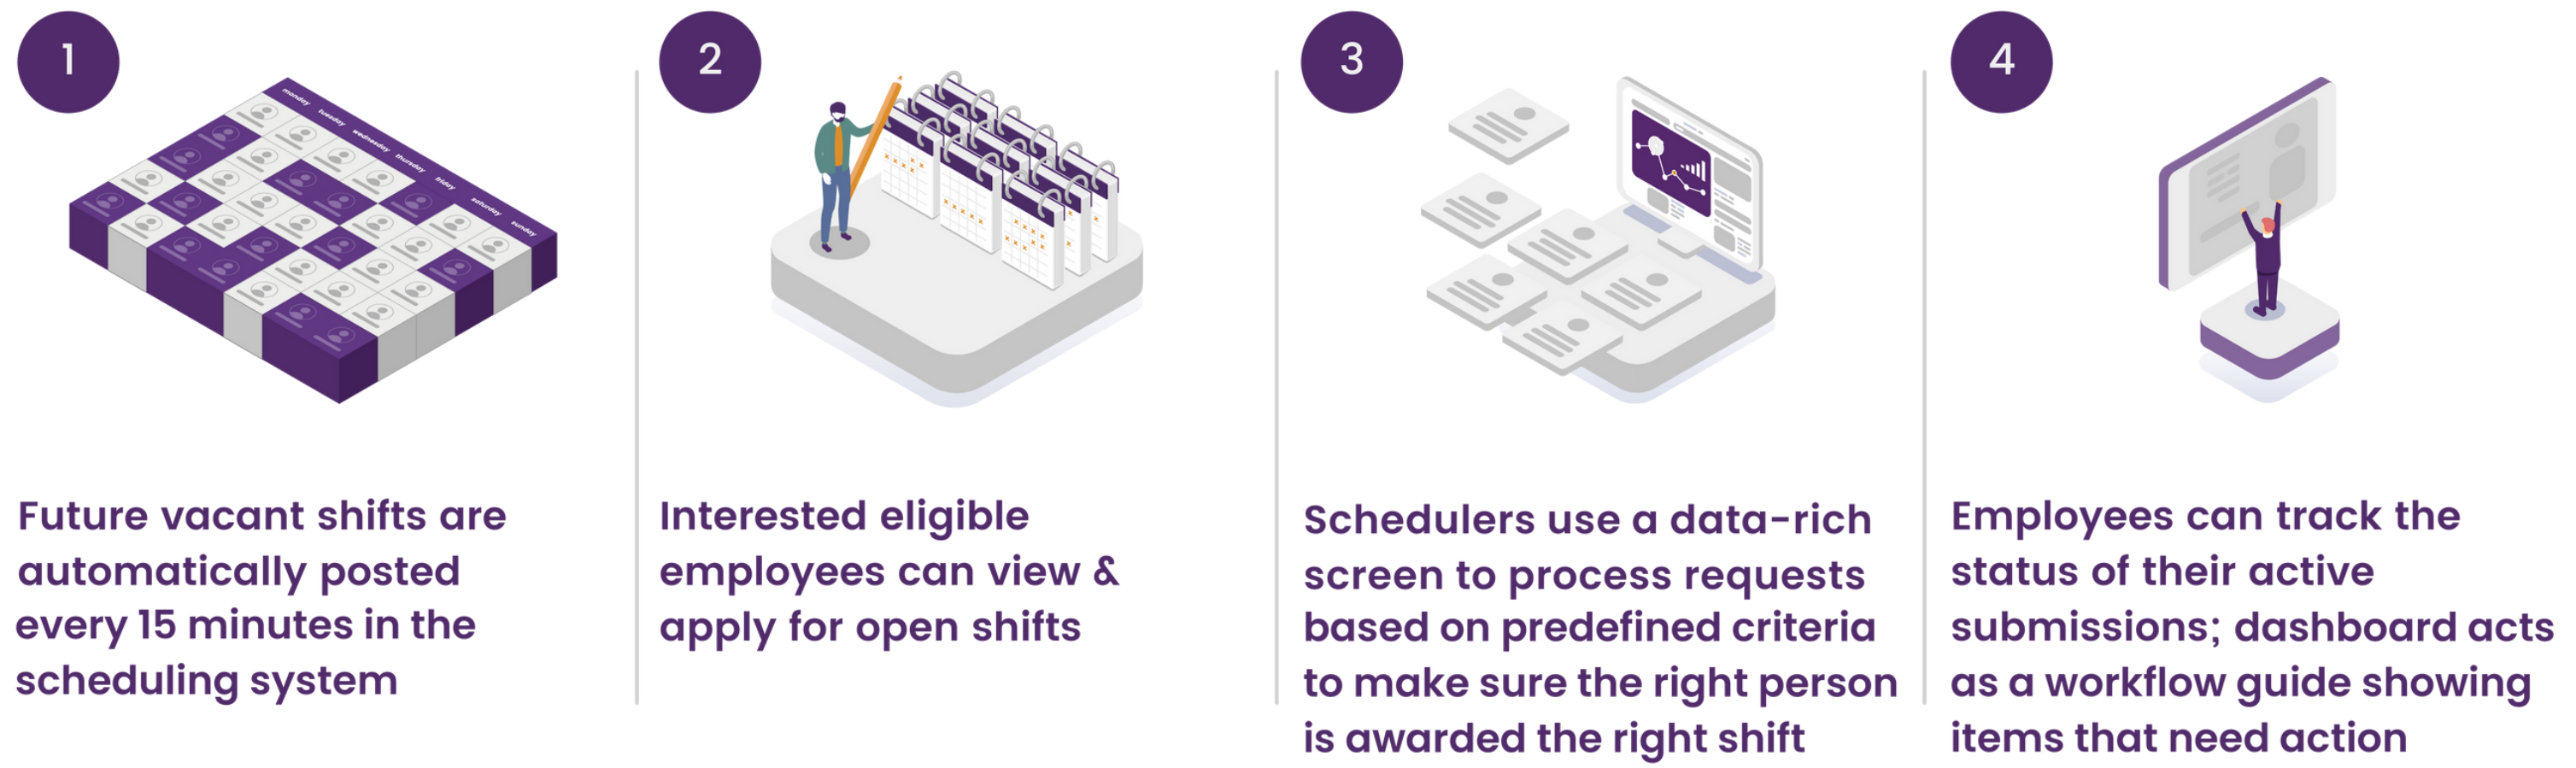 1
monday tuesday wednesday thursday friday saturday sunday
Future vacant shifts are
automatically posted
every 15 minutes in the
scheduling system
2
Interested eligible
employees can view &
apply for open shifts
3
Schedulers use a data-rich
screen to process requests
based on predefined criteria
to make sure the right person
is awarded the right shift
4
Employees can track the
status of their active
submissions; dashboard acts
as a workflow guide showing
items that need action